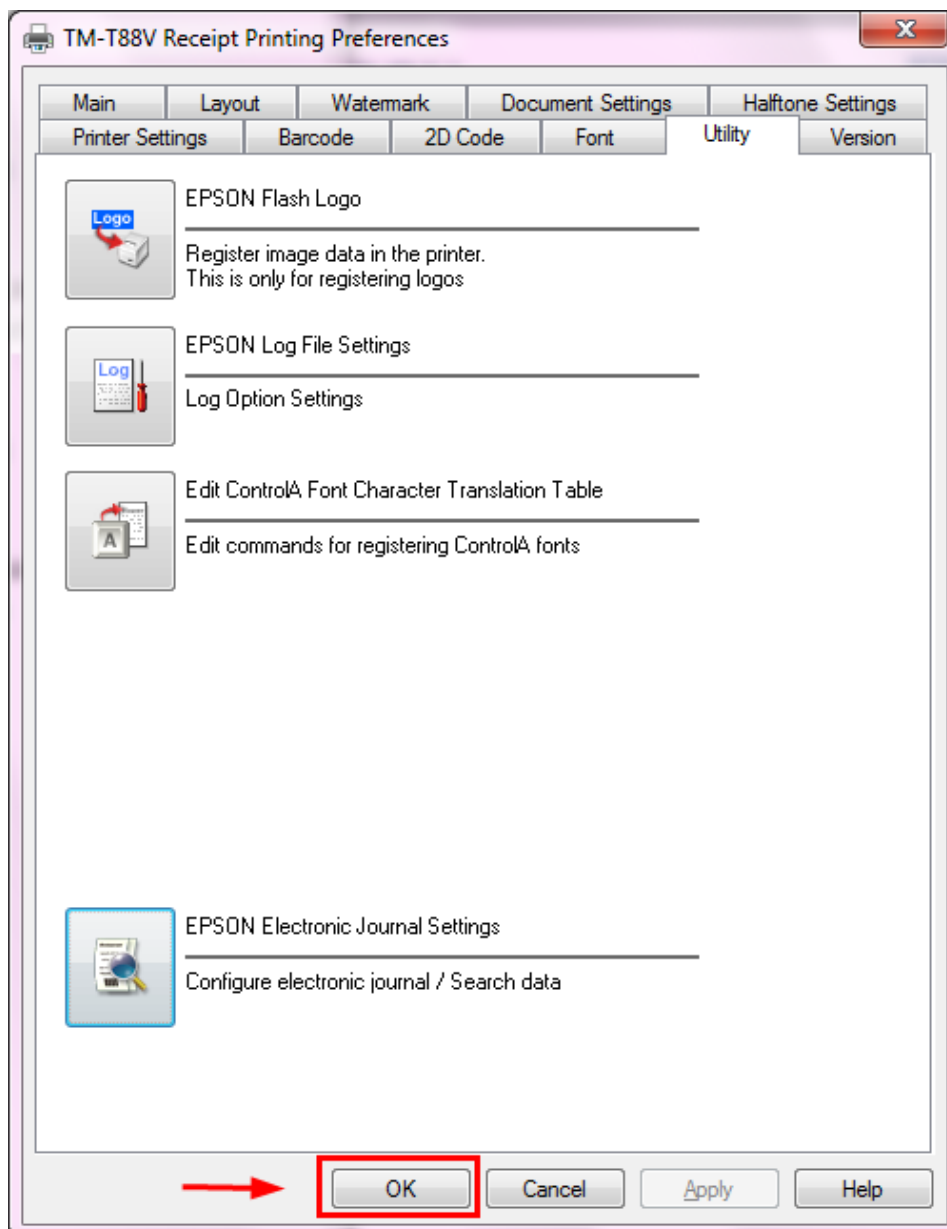 TM-T88V Receipt Printing Preferences
Main Layout Watermark Document Settings Halftone Settings
Printer Settings Barcode 2D Code Font Utility Version
Logo
EPSON Flash Logo
Register image data in the printer.
This is only for registering logos
Log
EPSON Log File Settings
Log Option Settings
A
Edit ControlA Font Character Translation Table
Edit commands for registering ControlA fonts
EPSON Electronic Journal Settings
Configure electronic journal / Search data
OK Cancel Apply Help